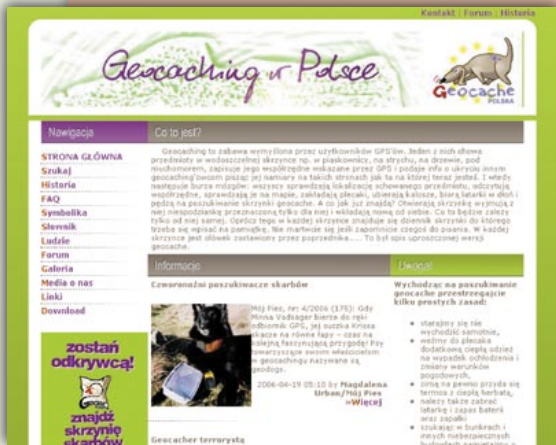 Kontakt | Forum | Historia
Geocaching w Polsce
Geocache
POLSKA
Nawigacja
Co to jest?
STRONA GŁÓWNA
Szukaj
Historia
FAQ
Symbolika
Słownik
Ludzie
Forum
Galeria
Media o nas
Linki
Download
Geocaching to zabawa wymyślona przez użytkowników GPS'ów. Jeden z nich chowa
przedmioty w wodoszczelnej skrzynce np. w piaskownicy, na strychu, na drzewie, pod
nieruchomorem, zapisuje jego współrzędne wskazane przez GPS i podaje info o ukryciu innym
geocaching'owcom pisząc jej namiary na takich stronach jak ta na której teraz jesteś. I wtedy
następuje burza mózgów: wszyscy sprawdzają lokalizację schowanego przedmiotu, odczytują
współrzędne, sprawdzają je na mapie, zakładają plecaki, ubierają kalosze, biorą latarki w dłoń i
pędzą na poszukiwanie skrzynki geocache. A co jak już znajdą? Otwierają skrzynkę wyjmują z
niej niespodziankę przeznaczoną tylko dla niej i wkładają nową od siebie. Co to będzie zależy
tylko od niej samej. Oprócz tego w każdej skrzynce znajduje się dziennik skrzynki do którego
trzeba się wpisać na pamiątkę. Nie martwcie się jeśli zapomnicie czegoś do pisania. W każdej
skrzynce jest ołówek zostawiony przez poprzednika..... To był opis uproszczonej wersji
geocache.
Informacje
Uwaga!
Czworonożni poszukiwacze skarbów
Mój Pies, nr: 4/2006 (175): Gdy
Minna Vadsager bierze do ręki
odbiornik GPS, jej suczka Krissa
skacze na równe łapy – czas na
kolejną fascynującą przygodę! Psy
towarzyszące swoim właścicielom
w geocachingu nazywane są
geodogs.
2006-04-19 05:10 by Magdalena
Urban/Mój Pies
»Więcej
Geocacher terrorystą
Wychodząc na poszukiwanie
geocache przestrzegajcie
kilku prostych zasad:
starajmy się nie
wychodzić samotnie,
weźmy do plecaka
dodatkową ciepłą odzież
na wypadek ochłodzenia i
zmiany warunków
pogodowych,
zimą na pewno przyda się
termos z ciepłą herbatą,
należy także zabrać
latarkę i zapas baterii
oraz zapałki
szukając w bunkrach i
innych niebezpiecznych
zostań
odkrywcą!
znajdź
skrzynię
skarbów